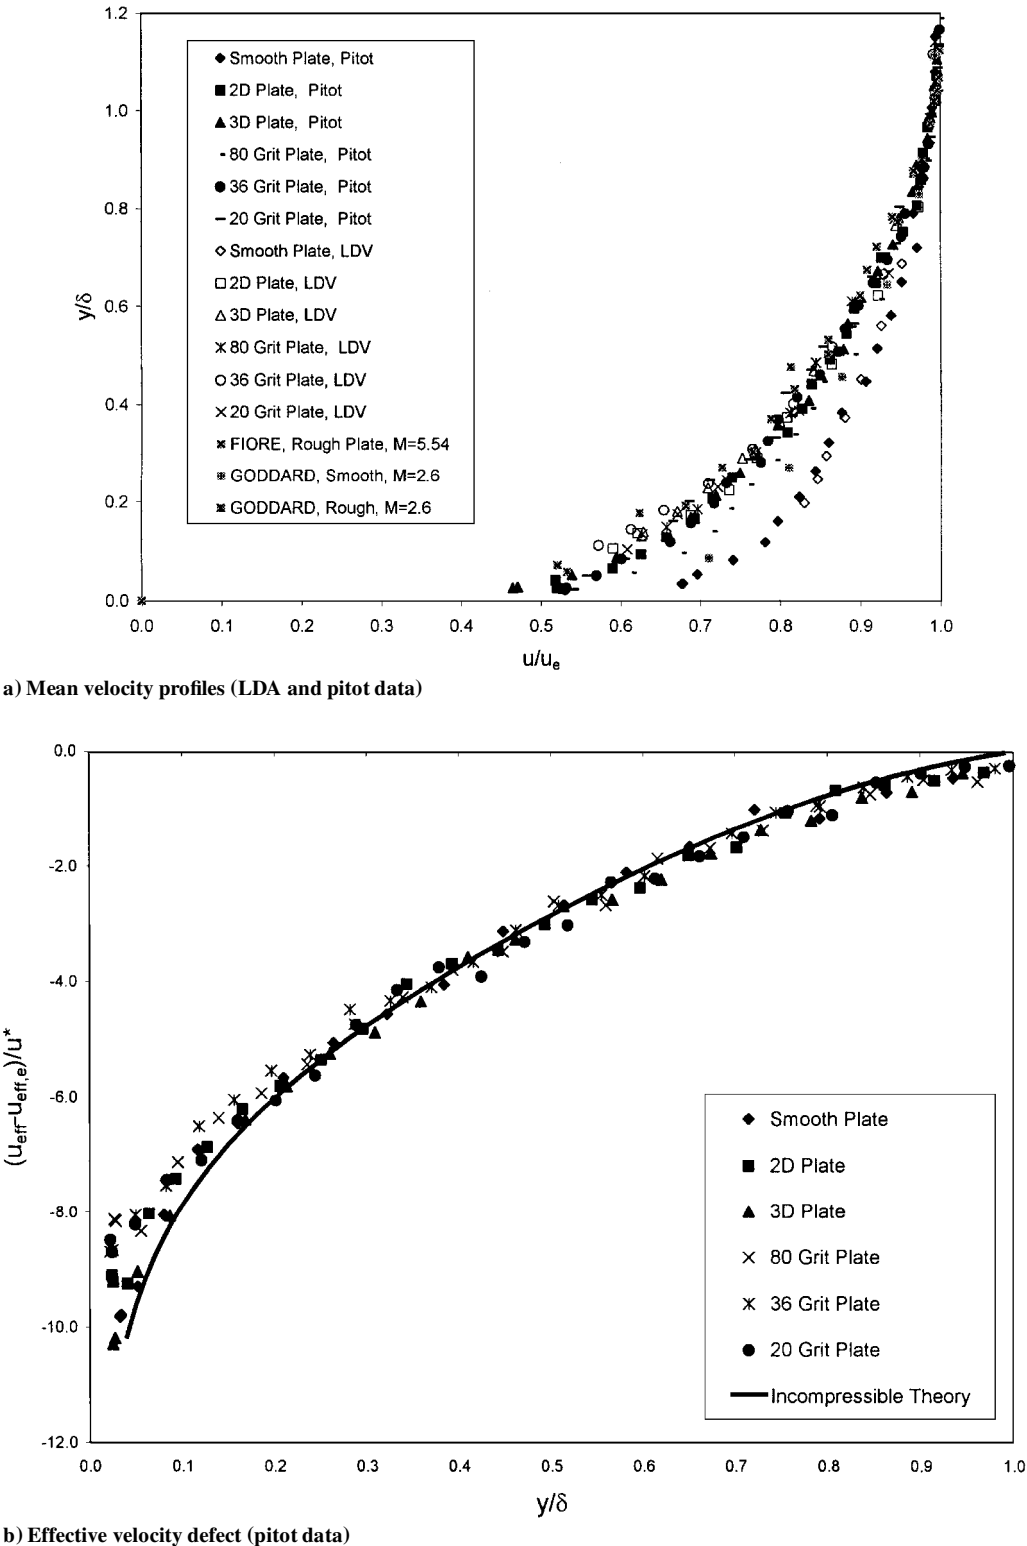 1.2
1.0
0.8
0.6
0.4
0.2
0.0
y/δ
Smooth Plate, Pitot
2D Plate, Pitot
3D Plate, Pitot
80 Grit Plate, Pitot
36 Grit Plate, Pitot
20 Grit Plate, Pitot
Smooth Plate, LDV
2D Plate, LDV
3D Plate, LDV
80 Grit Plate, LDV
36 Grit Plate, LDV
20 Grit Plate, LDV
FIORE, Rough Plate, M=5.54
GODDARD, Smooth, M=2.6
GODDARD, Rough, M=2.6
0.0 0.1 0.2 0.3 0.4 0.5 0.6 0.7 0.8 0.9 1.0
u/uₑ
a) Mean velocity profiles (LDA and pitot data)
0.0
-2.0
-4.0
-6.0
-8.0
-10.0
-12.0
(u_eff-u_eff,e)/u*
Smooth Plate
2D Plate
3D Plate
80 Grit Plate
36 Grit Plate
20 Grit Plate
Incompressible Theory
0.0 0.1 0.2 0.3 0.4 0.5 0.6 0.7 0.8 0.9 1.0
y/δ
b) Effective velocity defect (pitot data)